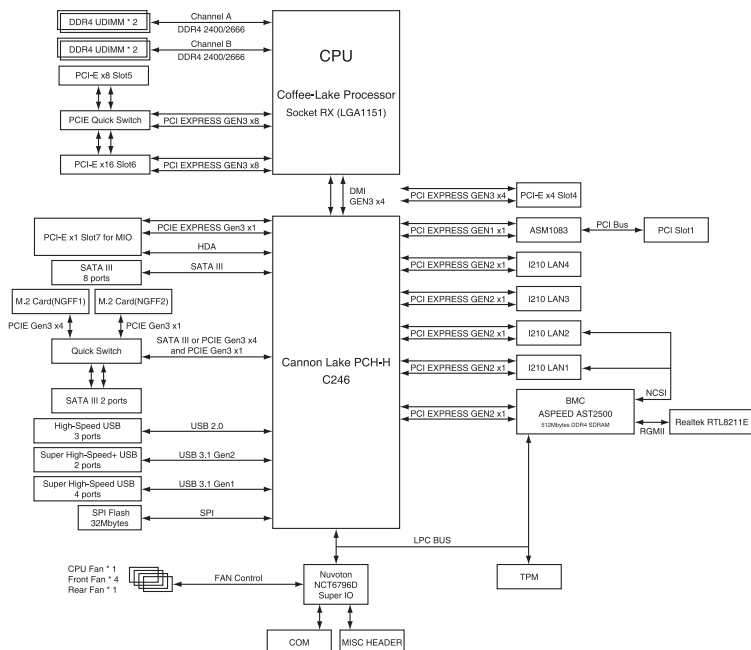 DDR4 UDIMM * 2
Channel A
DDR4 2400/2666
DDR4 UDIMM * 2
Channel B
DDR4 2400/2666
CPU
Coffee-Lake Processor
Socket RX (LGA1151)
PCI-E x8 Slot5
PCIE Quick Switch
PCI EXPRESS GEN3 x8
PCI-E x16 Slot6
PCI EXPRESS GEN3 x8
DMI
GEN3 x4
PCI EXPRESS GEN3 x4
PCI-E x4 Slot4
PCI-E x1 Slot7 for MIO
PCIE EXPRESS Gen3 x1
HDA
PCI EXPRESS GEN1 x1
ASM1083
PCI Bus
PCI Slot1
SATA III
8 ports
SATA III
PCI EXPRESS GEN2 x1
I210 LAN4
M.2 Card(NGFF1)
M.2 Card(NGFF2)
PCI EXPRESS GEN2 x1
I210 LAN3
PCIE Gen3 x4
PCIE Gen3 x1
Quick Switch
SATA III or PCIE Gen3 x4
and PCIE Gen3 x1
PCI EXPRESS GEN2 x1
I210 LAN2
Cannon Lake PCH-H
C246
PCI EXPRESS GEN2 x1
I210 LAN1
SATA III 2 ports
NCSI
BMC
ASPEED AST2500
512Mbytes DDR4 SDRAM
PCI EXPRESS GEN2 x1
RGMII
Realtek RTL8211E
High-Speed USB
3 ports
USB 2.0
Super High-Speed+ USB
2 ports
USB 3.1 Gen2
Super High-Speed USB
4 ports
USB 3.1 Gen1
SPI Flash
32Mbytes
SPI
LPC BUS
CPU Fan * 1
Front Fan * 4
Rear Fan * 1
FAN Control
Nuvoton
NCT6796D
Super IO
TPM
COM
MISC HEADER